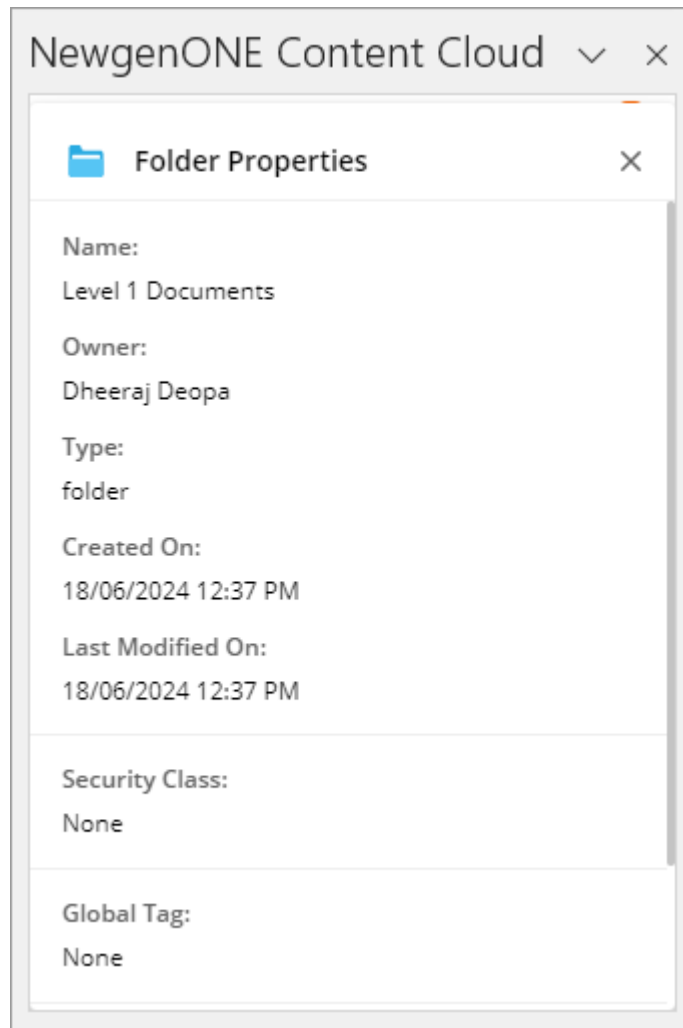 NewgenONE Content Cloud
Folder Properties
Name:
Level 1 Documents
Owner:
Dheeraj Deopa
Type:
folder
Created On:
18/06/2024 12:37 PM
Last Modified On:
18/06/2024 12:37 PM
Security Class:
None
Global Tag:
None